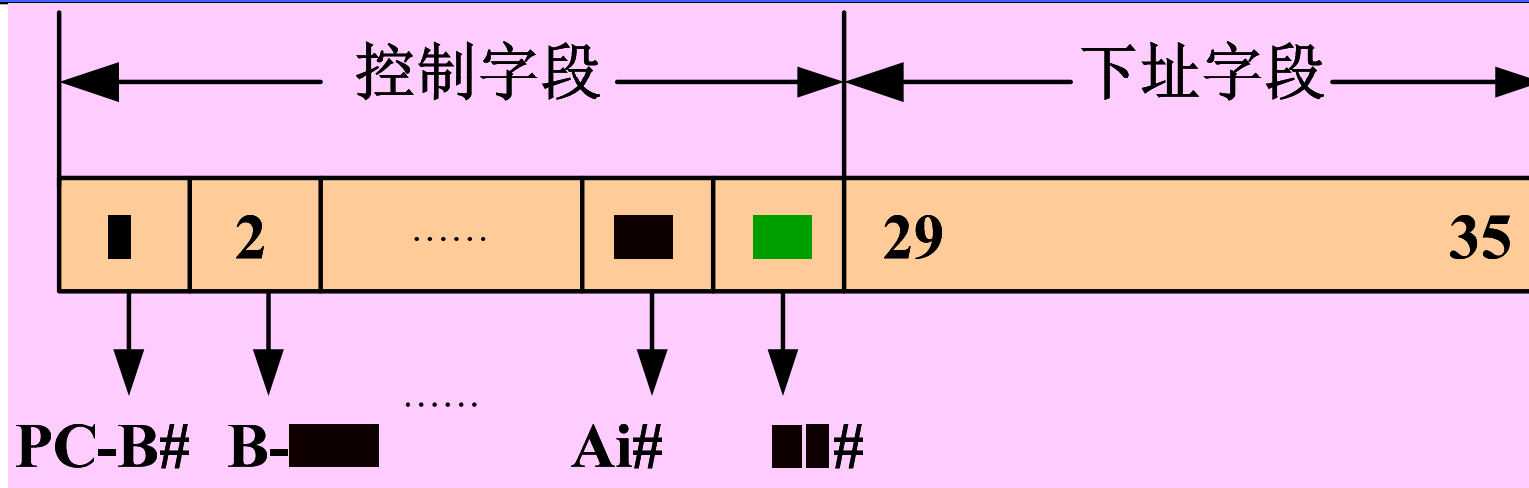 控制字段 下址字段
2 ...... 29 35
......
PC-B# B- Ai# #